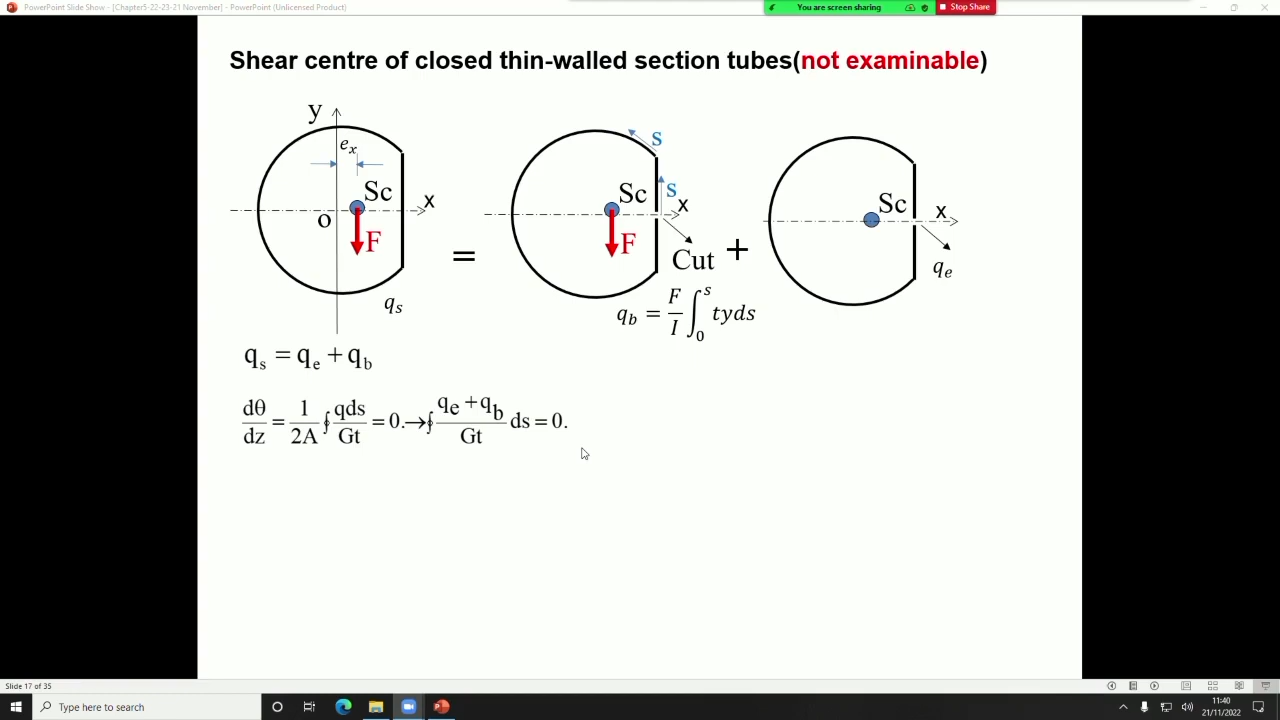 PowerPoint Slide Show - [Chapter5-22-23-21 November] - PowerPoint (Unlicensed Product)
You are screen sharing
Stop Share
Shear centre of closed thin-walled section tubes(not examinable)
y
e_x
Sc
x
o
F
q_s
=
s
s
Sc
x
F
Cut
q_b = F/I ∫_0^s tyds
+
Sc
x
q_e
q_s = q_e + q_b
dθ/dz = 1/2A ∮ qds/Gt = 0. → ∮ (q_e + q_b)/Gt ds = 0.
Slide 17 of 35
Type here to search
11:40
21/11/2022